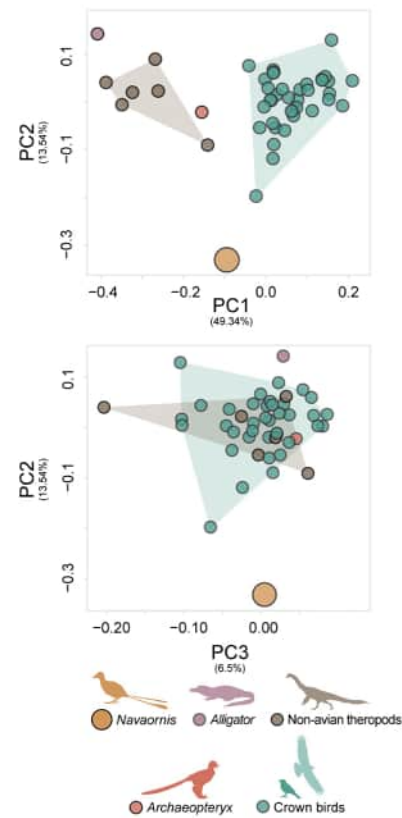 0.1
−0.1
−0.3
PC2
(13.54%)
−0.4
−0.2
0.0
0.2
PC1
(49.34%)
0.1
−0.1
−0.3
PC2
(13.54%)
−0.20
−0.10
0.00
PC3
(6.5%)
Navaornis
Alligator
Non-avian theropods
Archaeopteryx
Crown birds